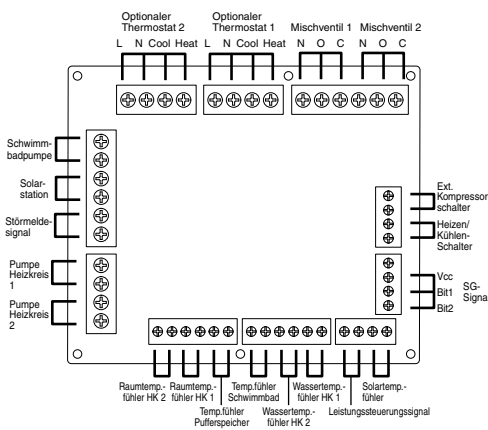 Optionaler
Thermostat 2
Optionaler
Thermostat 1
Mischventil 1
Mischventil 2
L N Cool Heat
L N Cool Heat
N O C
N O C
Schwimm-
badpumpe
Solar-
station
Störmelde-
signal
Pumpe
Heizkreis
1
Pumpe
Heizkreis
2
Ext.
Kompressor
schalter
Heizen/
Kühlen-
Schalter
Vcc
Bit1
Bit2
SG-
Signal
Raumtemp.-
fühler HK 2
Raumtemp.-
fühler HK 1
Temp.fühler
Pufferspeicher
Temp.fühler
Schwimmbad
Wassertemp.-
fühler HK 2
Wassertemp.-
fühler HK 1
Leistungssteuerungssignal
Solartemp.-
fühler